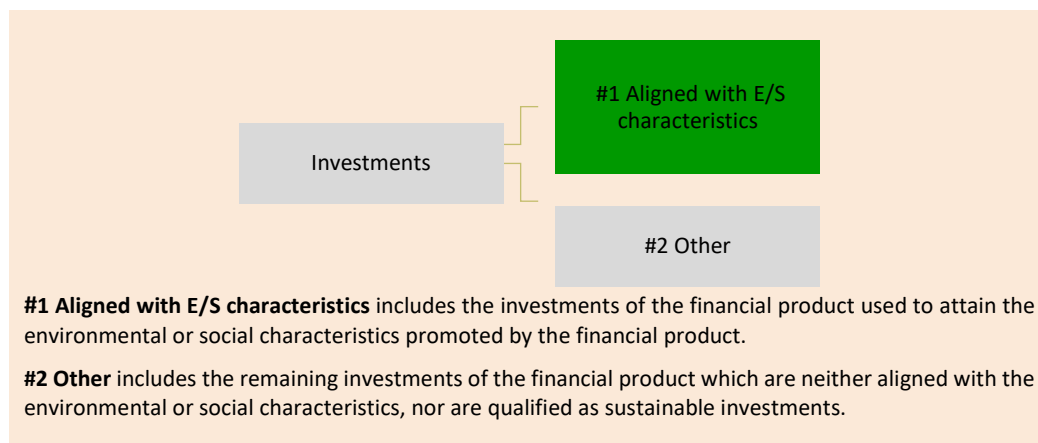 #1 Aligned with E/S
characteristics
Investments
#2 Other
#1 Aligned with E/S characteristics includes the investments of the financial product used to attain the
environmental or social characteristics promoted by the financial product.
#2 Other includes the remaining investments of the financial product which are neither aligned with the
environmental or social characteristics, nor are qualified as sustainable investments.